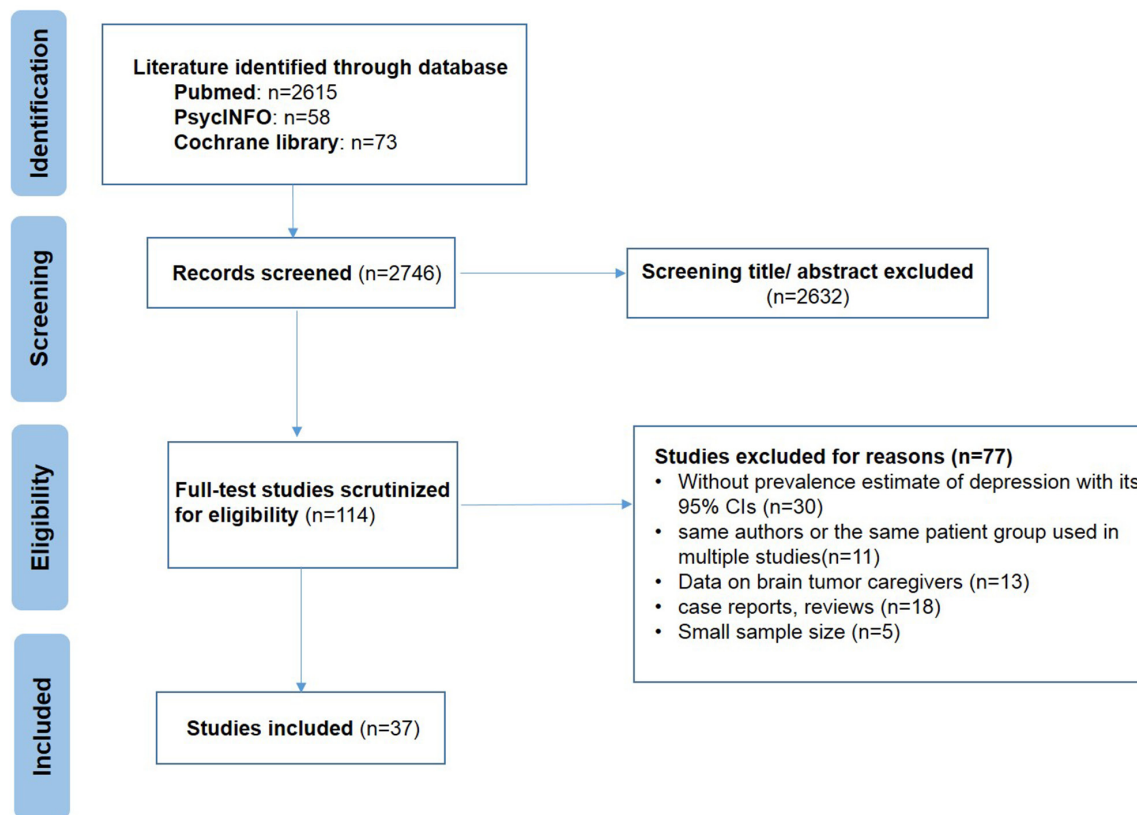 Identification
Literature identified through database
Pubmed: n=2615
PsycINFO: n=58
Cochrane library: n=73
Screening
Records screened (n=2746)
Screening title/ abstract excluded
(n=2632)
Eligibility
Full-test studies scrutinized
for eligibility (n=114)
Studies excluded for reasons (n=77)
• Without prevalence estimate of depression with its
95% CIs (n=30)
• same authors or the same patient group used in
multiple studies(n=11)
• Data on brain tumor caregivers (n=13)
• case reports, reviews (n=18)
• Small sample size (n=5)
Included
Studies included (n=37)